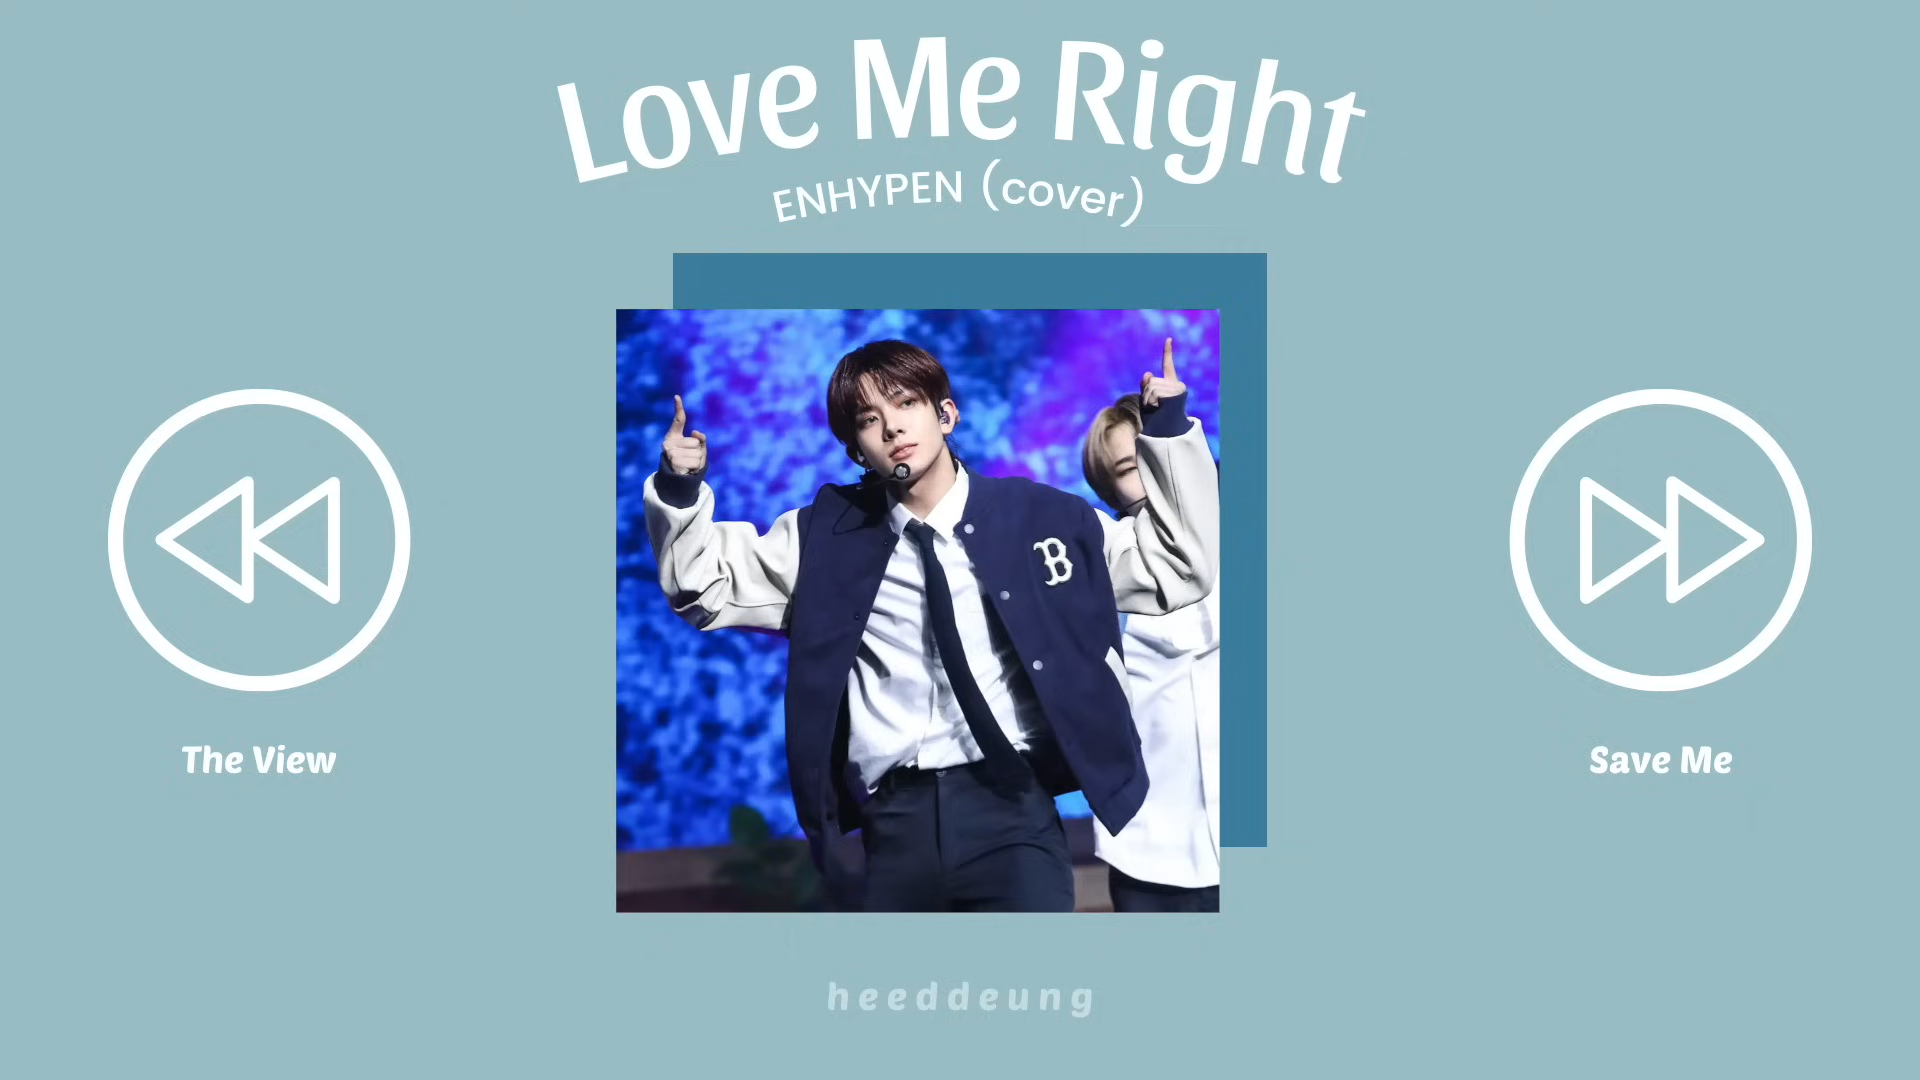 Love Me Right
ENHYPEN (cover)
B
The View
Save Me
heeddeung